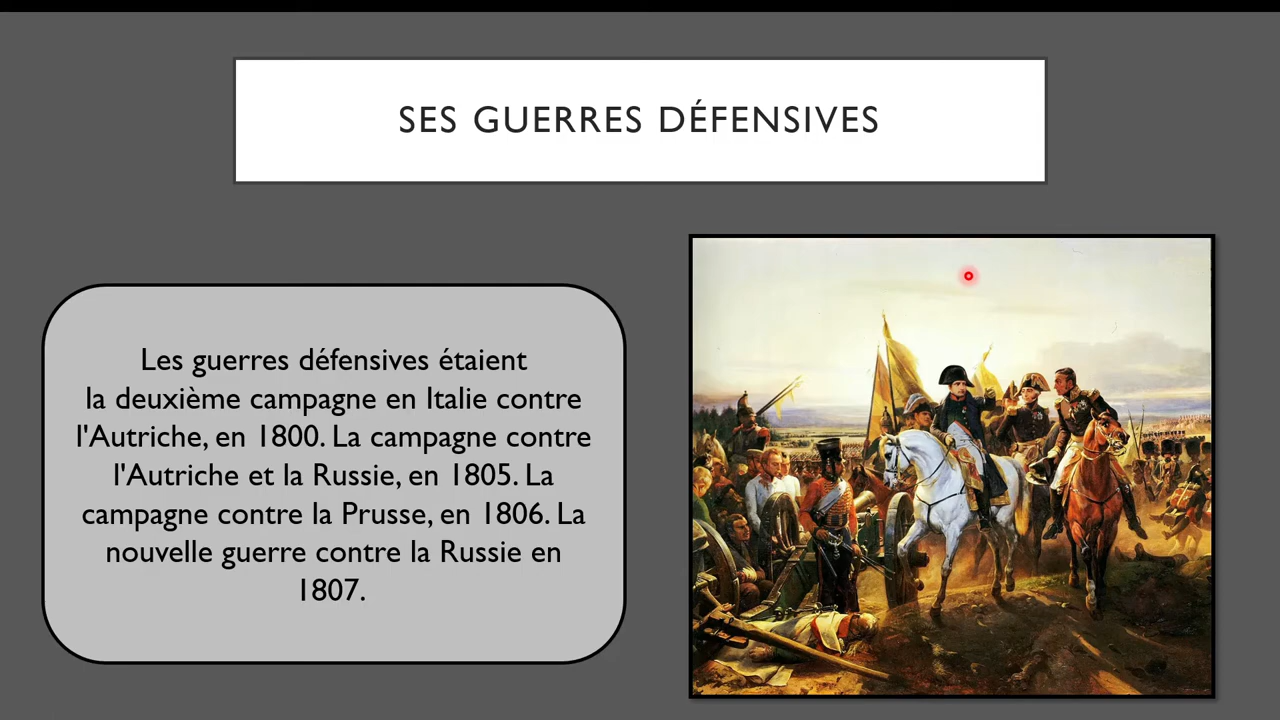 SES GUERRES DÉFENSIVES
Les guerres défensives étaient
la deuxième campagne en Italie contre
l'Autriche, en 1800. La campagne contre
l'Autriche et la Russie, en 1805. La
campagne contre la Prusse, en 1806. La
nouvelle guerre contre la Russie en
1807.